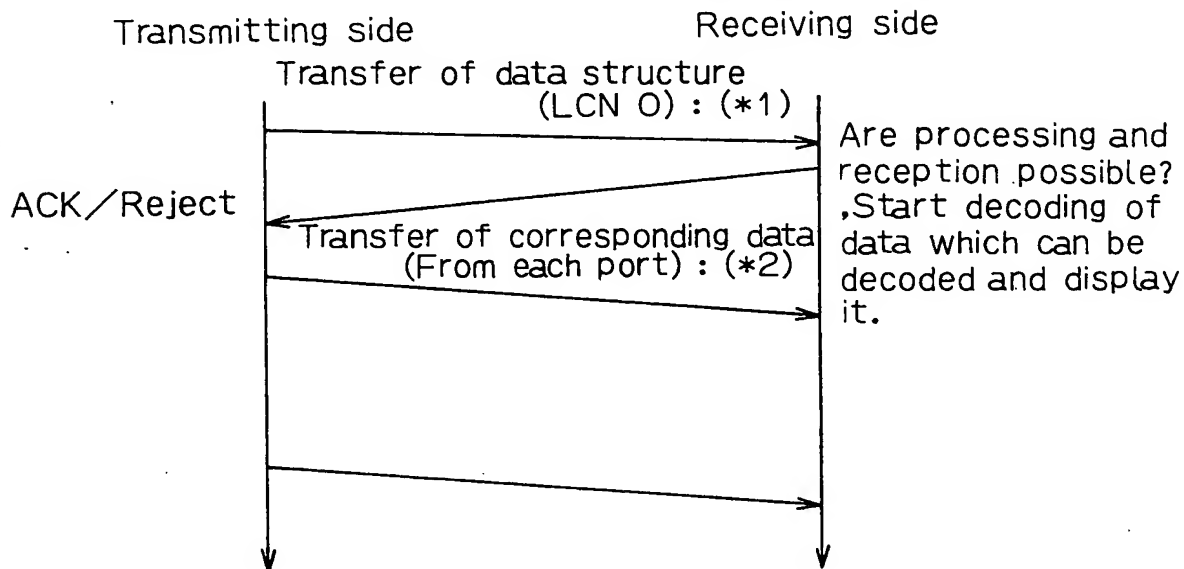 Transmitting side
Receiving side
Transfer of data structure
(LCN 0) : (*1)
Are processing and
reception possible?
,Start decoding of
data which can be
decoded and display
it.
ACK/Reject
Transfer of corresponding data
(From each port) : (*2)